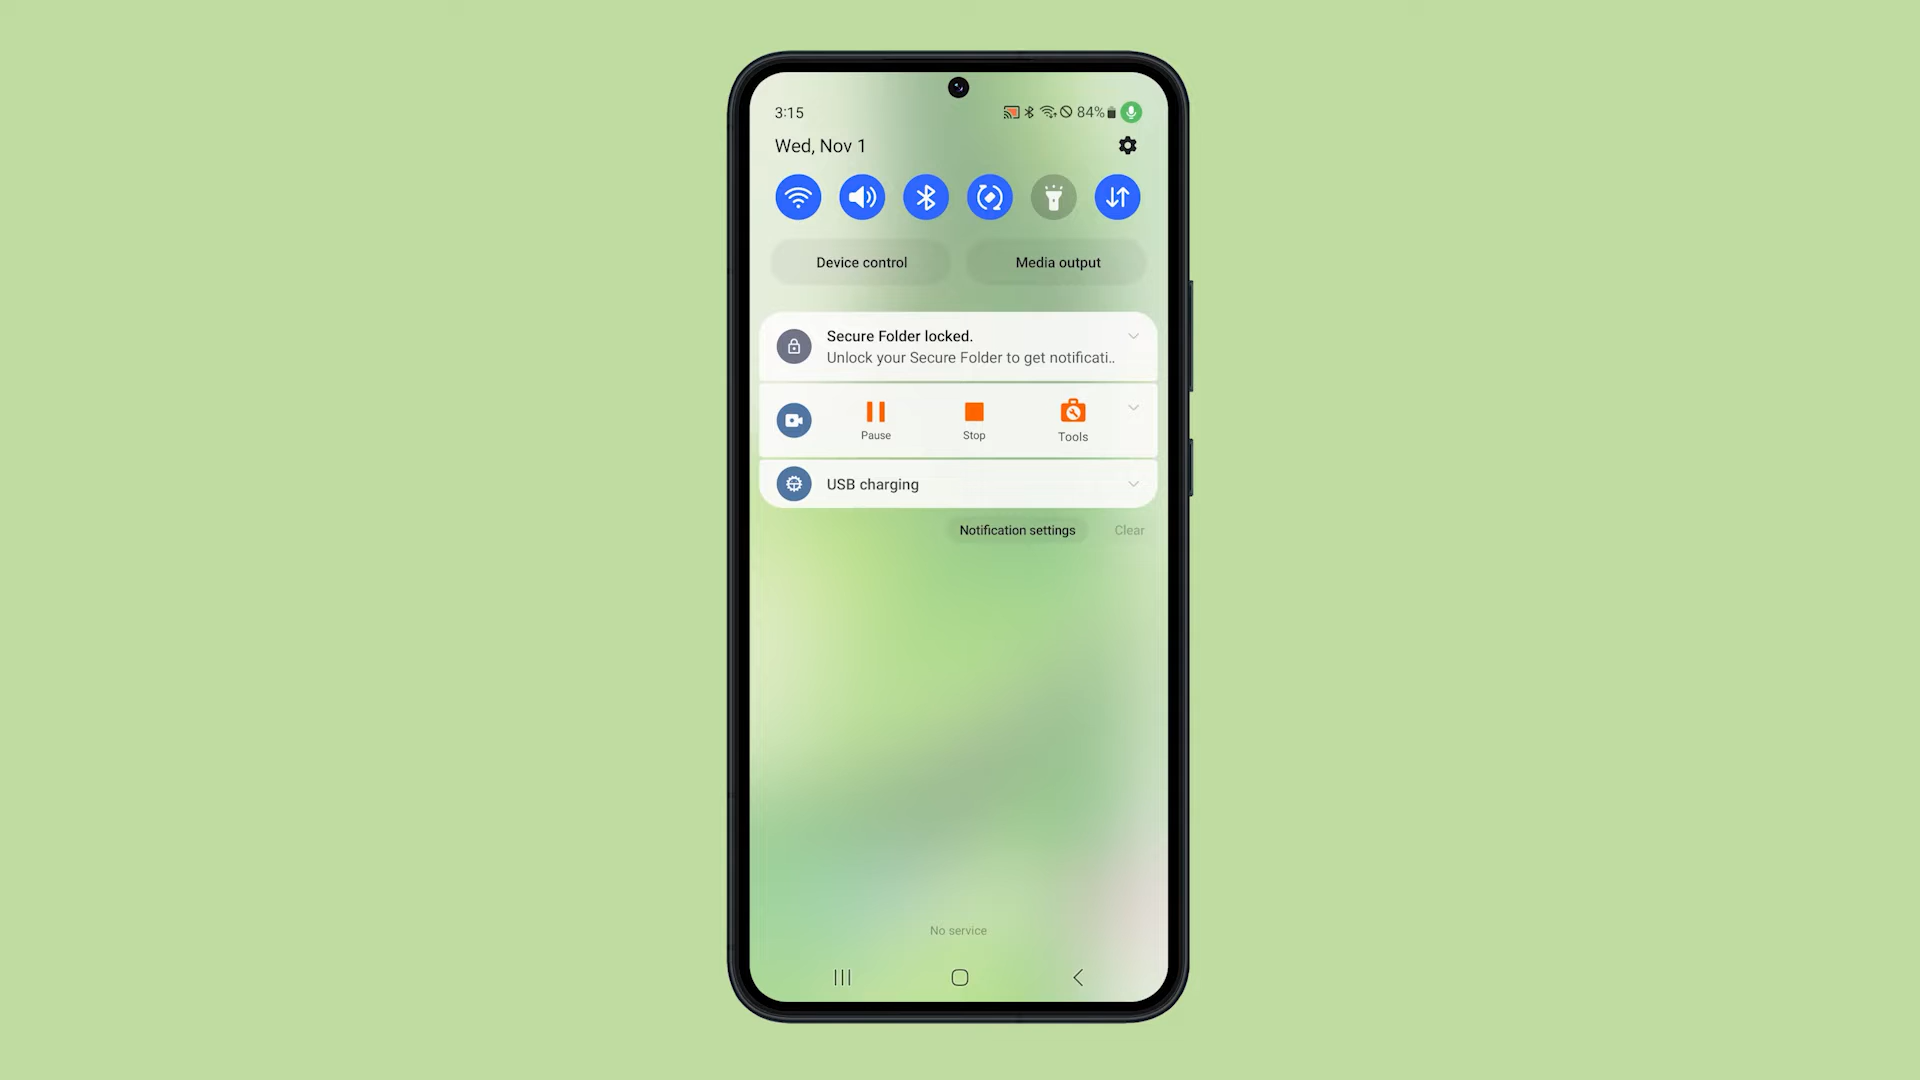 3:15
84%
Wed, Nov 1
Device control
Media output
Secure Folder locked.
Unlock your Secure Folder to get notificati..
Pause
Stop
Tools
USB charging
Notification settings
Clear
No service